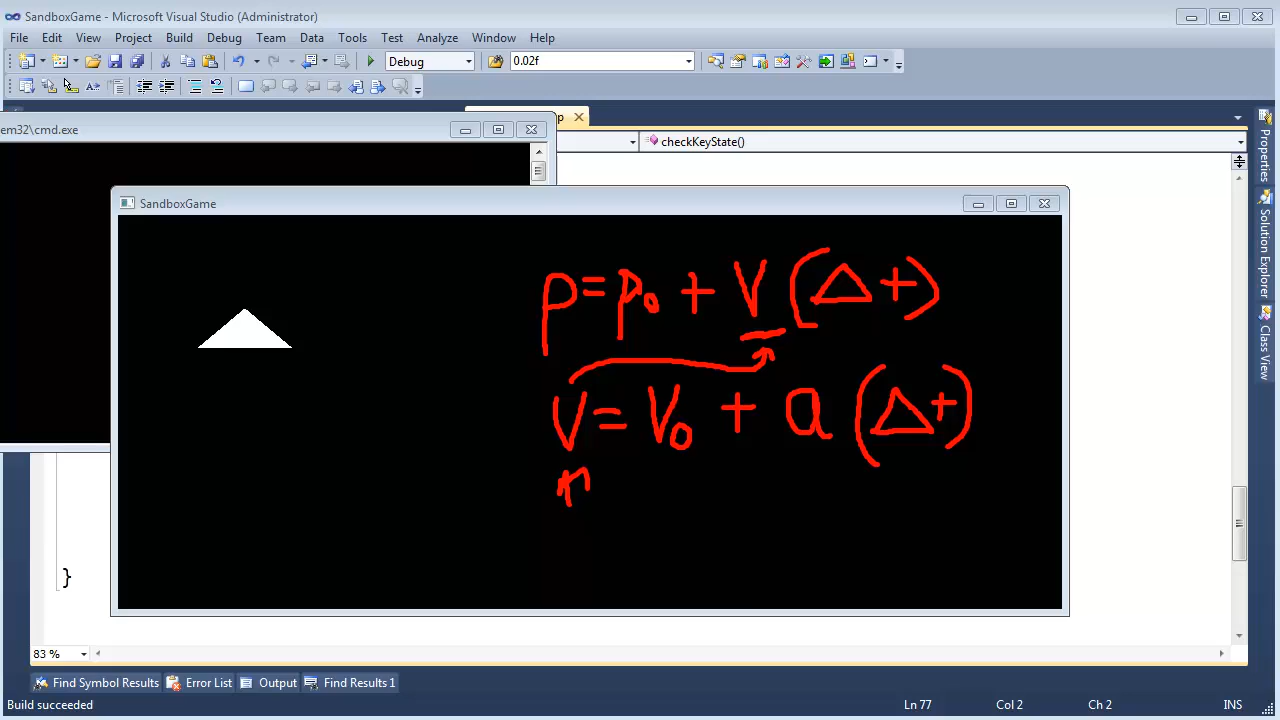 SandboxGame - Microsoft Visual Studio (Administrator)
File Edit View Project Build Debug Team Data Tools Test Analyze Window Help
Debug 0.02f
p
em32\cmd.exe
checkKeyState()
Properties
Solution Explorer
Class View
SandboxGame
p = p₀ + v (Δt)
v = v₀ + a (Δt)
}
83 %
Find Symbol Results Error List Output Find Results 1
Build succeeded Ln 77 Col 2 Ch 2 INS